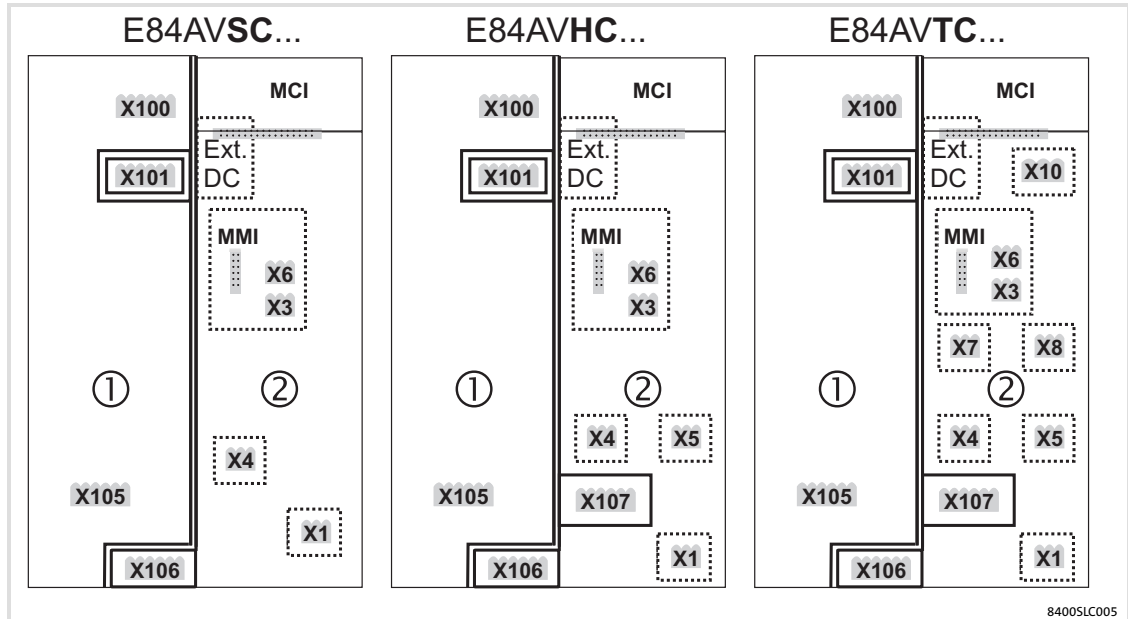 E84AVSC...
MCI
X100
Ext.
DC
X101
MMI
X6
X3
①
②
X4
X105
X1
X106
E84AVHC...
MCI
X100
Ext.
DC
X101
MMI
X6
X3
①
②
X4
X5
X105
X107
X1
X106
E84AVTC...
MCI
X100
Ext.
DC
X101
X10
MMI
X6
X3
X7
X8
①
②
X4
X5
X105
X107
X1
X106
8400SLC005